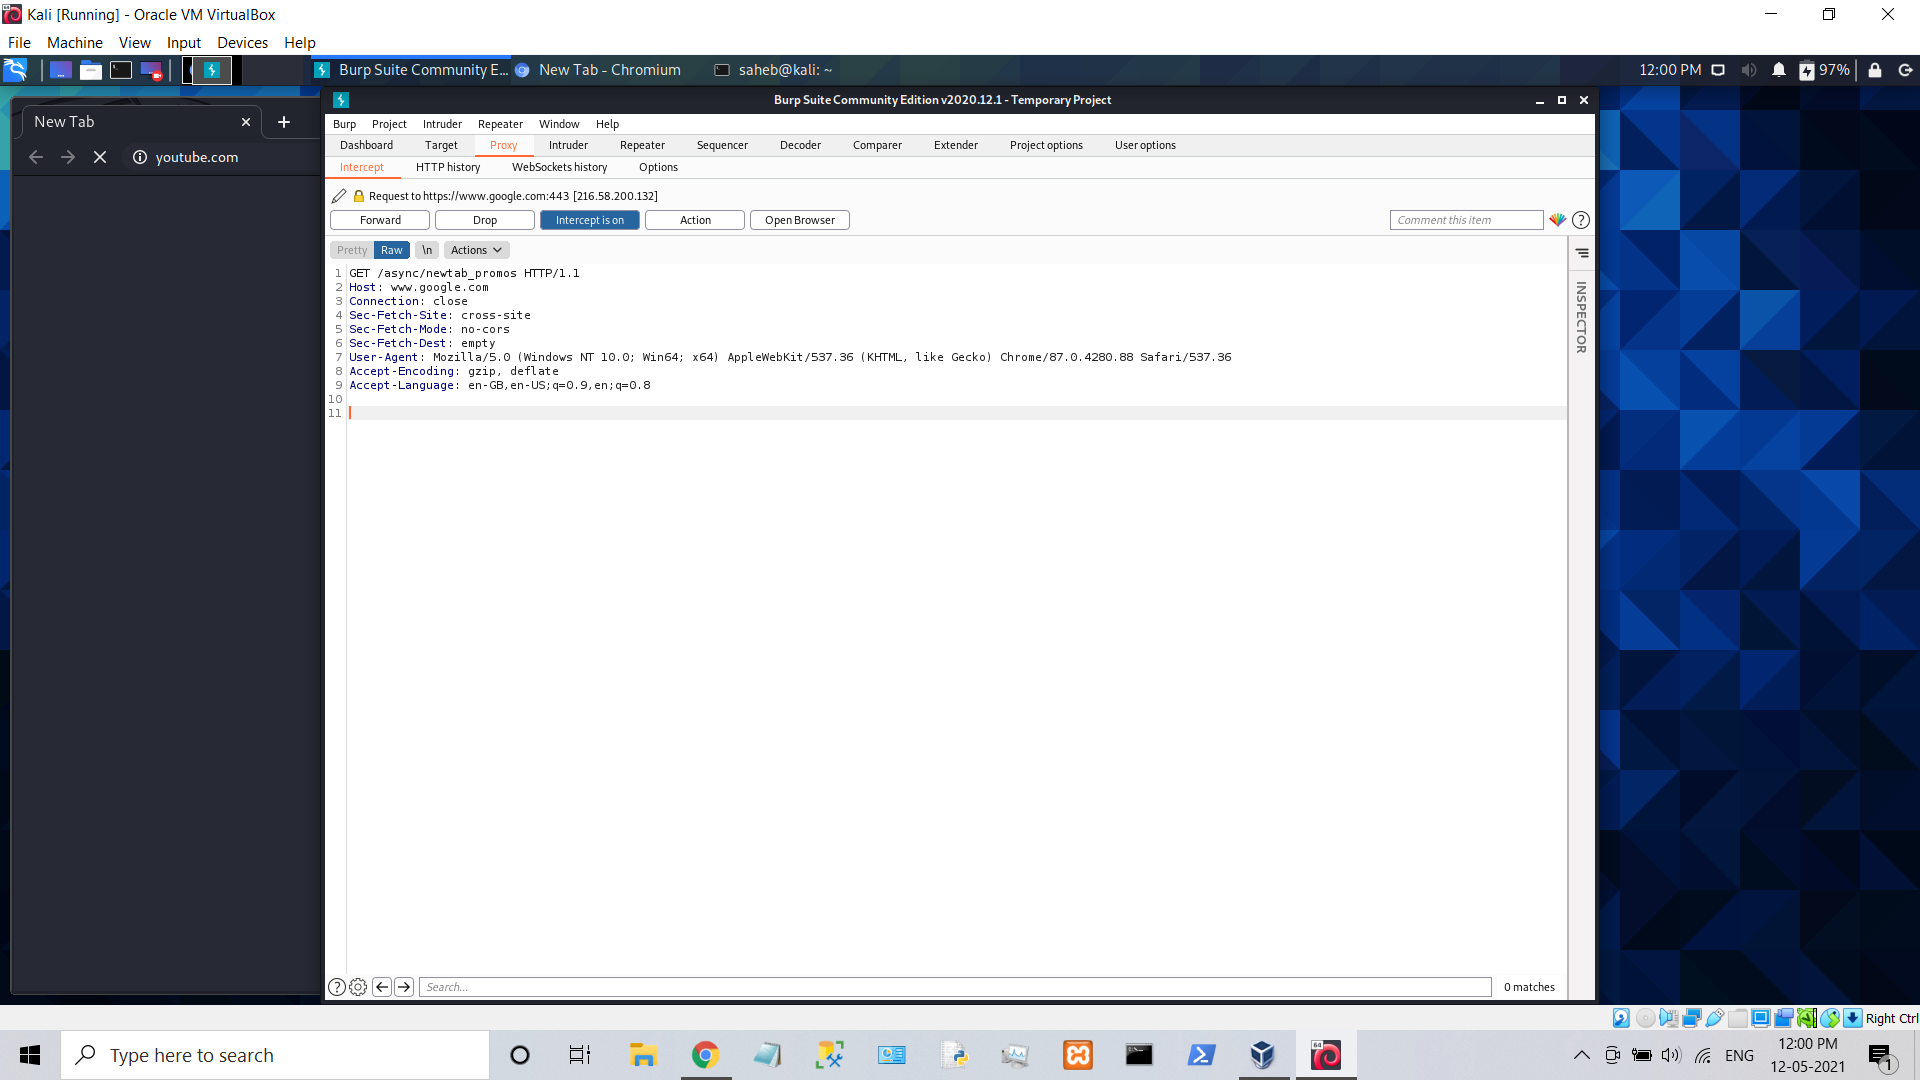 Kali [Running] - Oracle VM VirtualBox
File Machine View Input Devices Help
Burp Suite Community E... New Tab - Chromium saheb@kali: ~ 12:00 PM 97%
New Tab
youtube.com
Burp Suite Community Edition v2020.12.1 - Temporary Project
Burp Project Intruder Repeater Window Help
Dashboard Target Proxy Intruder Repeater Sequencer Decoder Comparer Extender Project options User options
Intercept HTTP history WebSockets history Options
Request to https://www.google.com:443 [216.58.200.132]
Forward Drop Intercept is on Action Open Browser Comment this item
Pretty Raw \n Actions
1 GET /async/newtab_promos HTTP/1.1
2 Host: www.google.com
3 Connection: close
4 Sec-Fetch-Site: cross-site
5 Sec-Fetch-Mode: no-cors
6 Sec-Fetch-Dest: empty
7 User-Agent: Mozilla/5.0 (Windows NT 10.0; Win64; x64) AppleWebKit/537.36 (KHTML, like Gecko) Chrome/87.0.4280.88 Safari/537.36
8 Accept-Encoding: gzip, deflate
9 Accept-Language: en-GB,en-US;q=0.9,en;q=0.8
10
11
INSPECTOR
Search... 0 matches
Right Ctrl
Type here to search
ENG
12:00 PM
12-05-2021
1